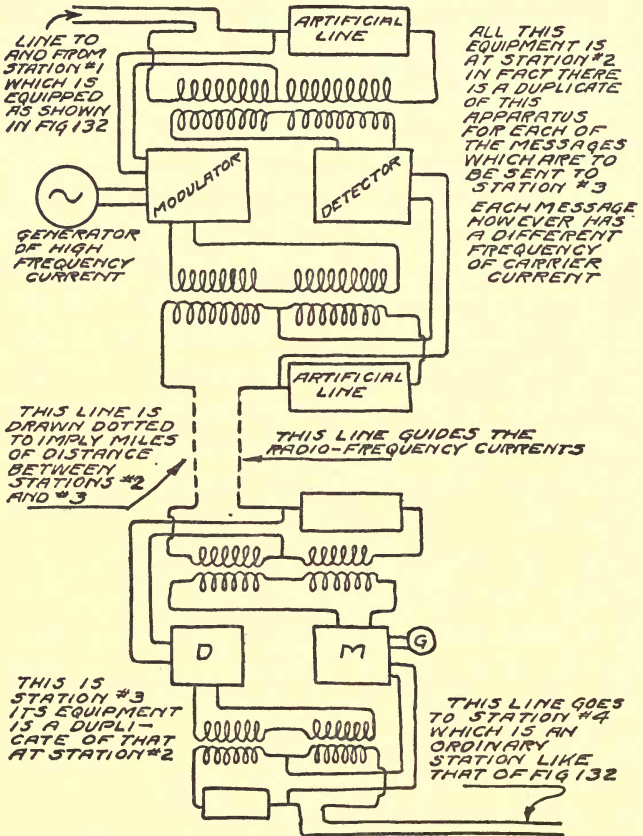 LINE TO
AND FROM
STATION #1
WHICH IS
EQUIPPED
AS SHOWN
IN FIG 132
ARTIFICIAL
LINE
ALL THIS
EQUIPMENT IS
AT STATION #2
IN FACT THERE
IS A DUPLICATE
OF THIS
APPARATUS
FOR EACH OF
THE MESSAGES
WHICH ARE TO
BE SENT TO
STATION #3
EACH MESSAGE
HOWEVER HAS
A DIFFERENT
FREQUENCY
OF CARRIER
CURRENT
MODULATOR
DETECTOR
GENERATOR
OF HIGH
FREQUENCY
CURRENT
ARTIFICIAL
LINE
THIS LINE IS
DRAWN DOTTED
TO IMPLY MILES
OF DISTANCE
BETWEEN
STATIONS #2
AND #3
THIS LINE GUIDES THE
RADIO-FREQUENCY CURRENTS
D
M
G
THIS IS
STATION #3
ITS EQUIPMENT
IS A DUPLI-
CATE OF THAT
AT STATION #2
THIS LINE GOES
TO STATION #4
WHICH IS AN
ORDINARY
STATION LIKE
THAT OF FIG 132